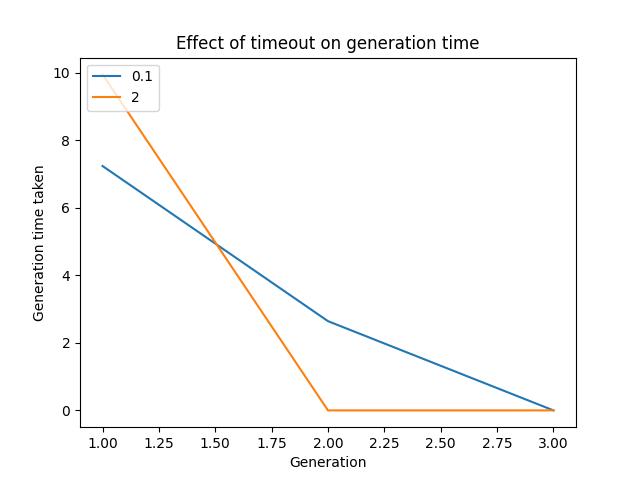 Effect of timeout on generation time
0.1
2
Generation time taken
10
8
6
4
2
0
1.00 1.25 1.50 1.75 2.00 2.25 2.50 2.75 3.00
Generation